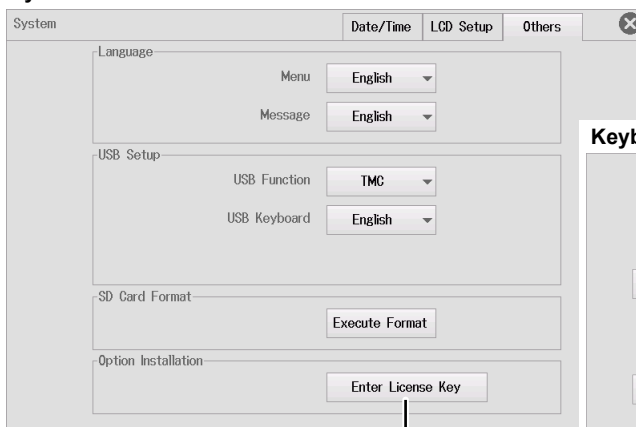 System Date/Time LCD Setup Others
Language
Menu English
Message English
USB Setup
USB Function TMC
USB Keyboard English
SD Card Format
Execute Format
Option Installation
Enter License Key